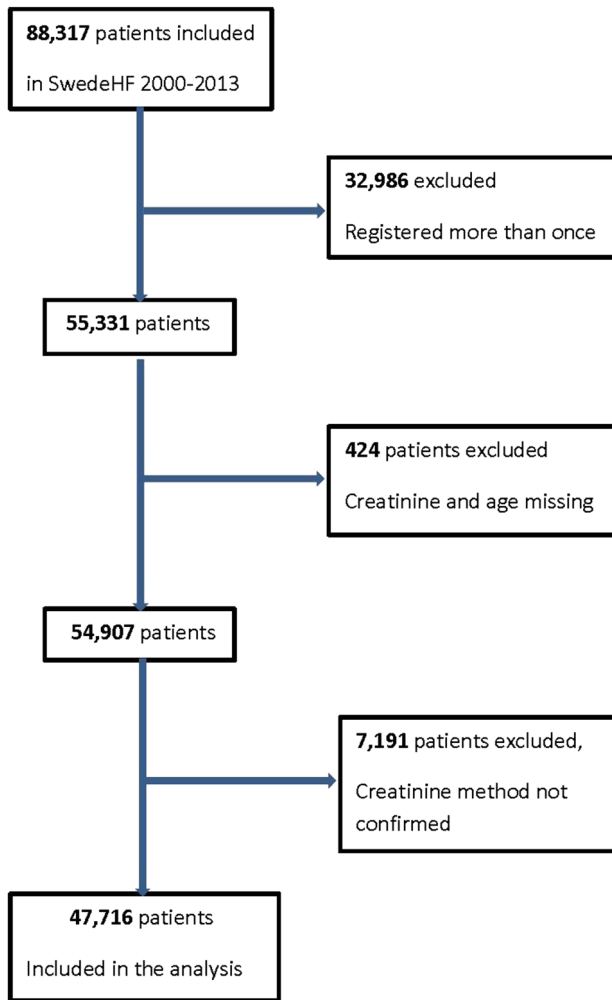 88,317 patients included
in SwedeHF 2000-2013
32,986 excluded
Registered more than once
55,331 patients
424 patients excluded
Creatinine and age missing
54,907 patients
7,191 patients excluded,
Creatinine method not
confirmed
47,716 patients
Included in the analysis